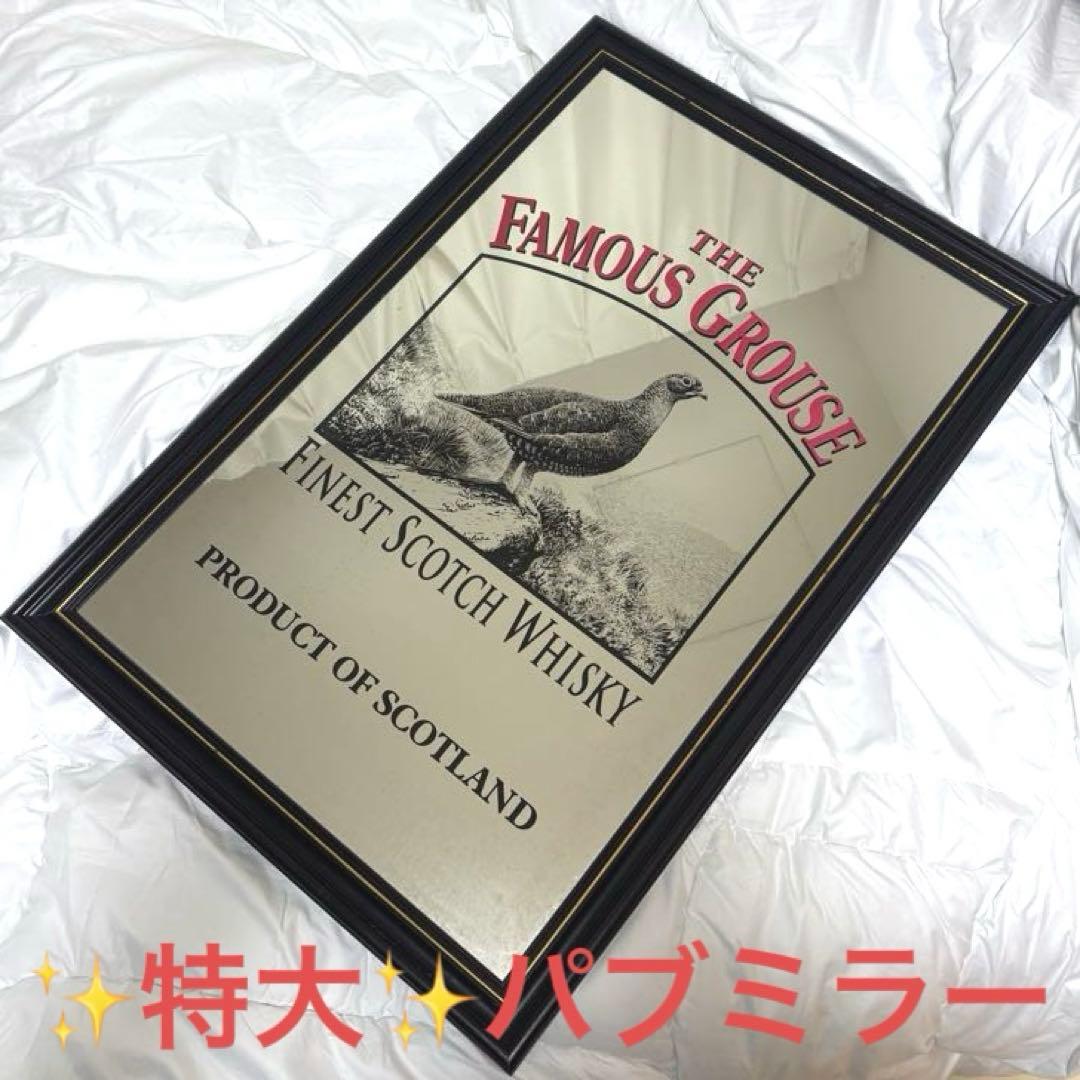 THE
FAMOUS GROUSE
FINEST SCOTCH WHISKY
PRODUCT OF SCOTLAND
✨特大✨パブミラー